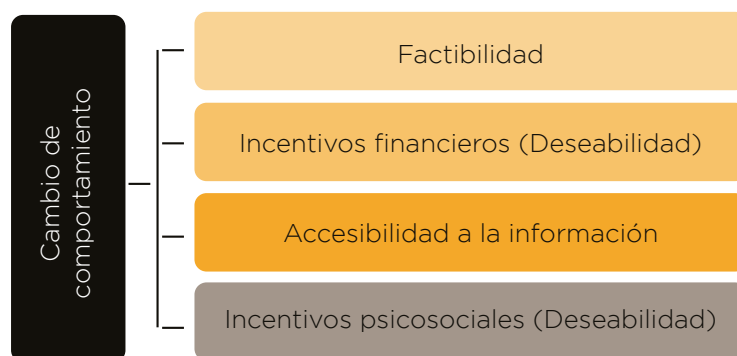 Cambio de
comportamiento
Factibilidad
Incentivos financieros (Deseabilidad)
Accesibilidad a la información
Incentivos psicosociales (Deseabilidad)